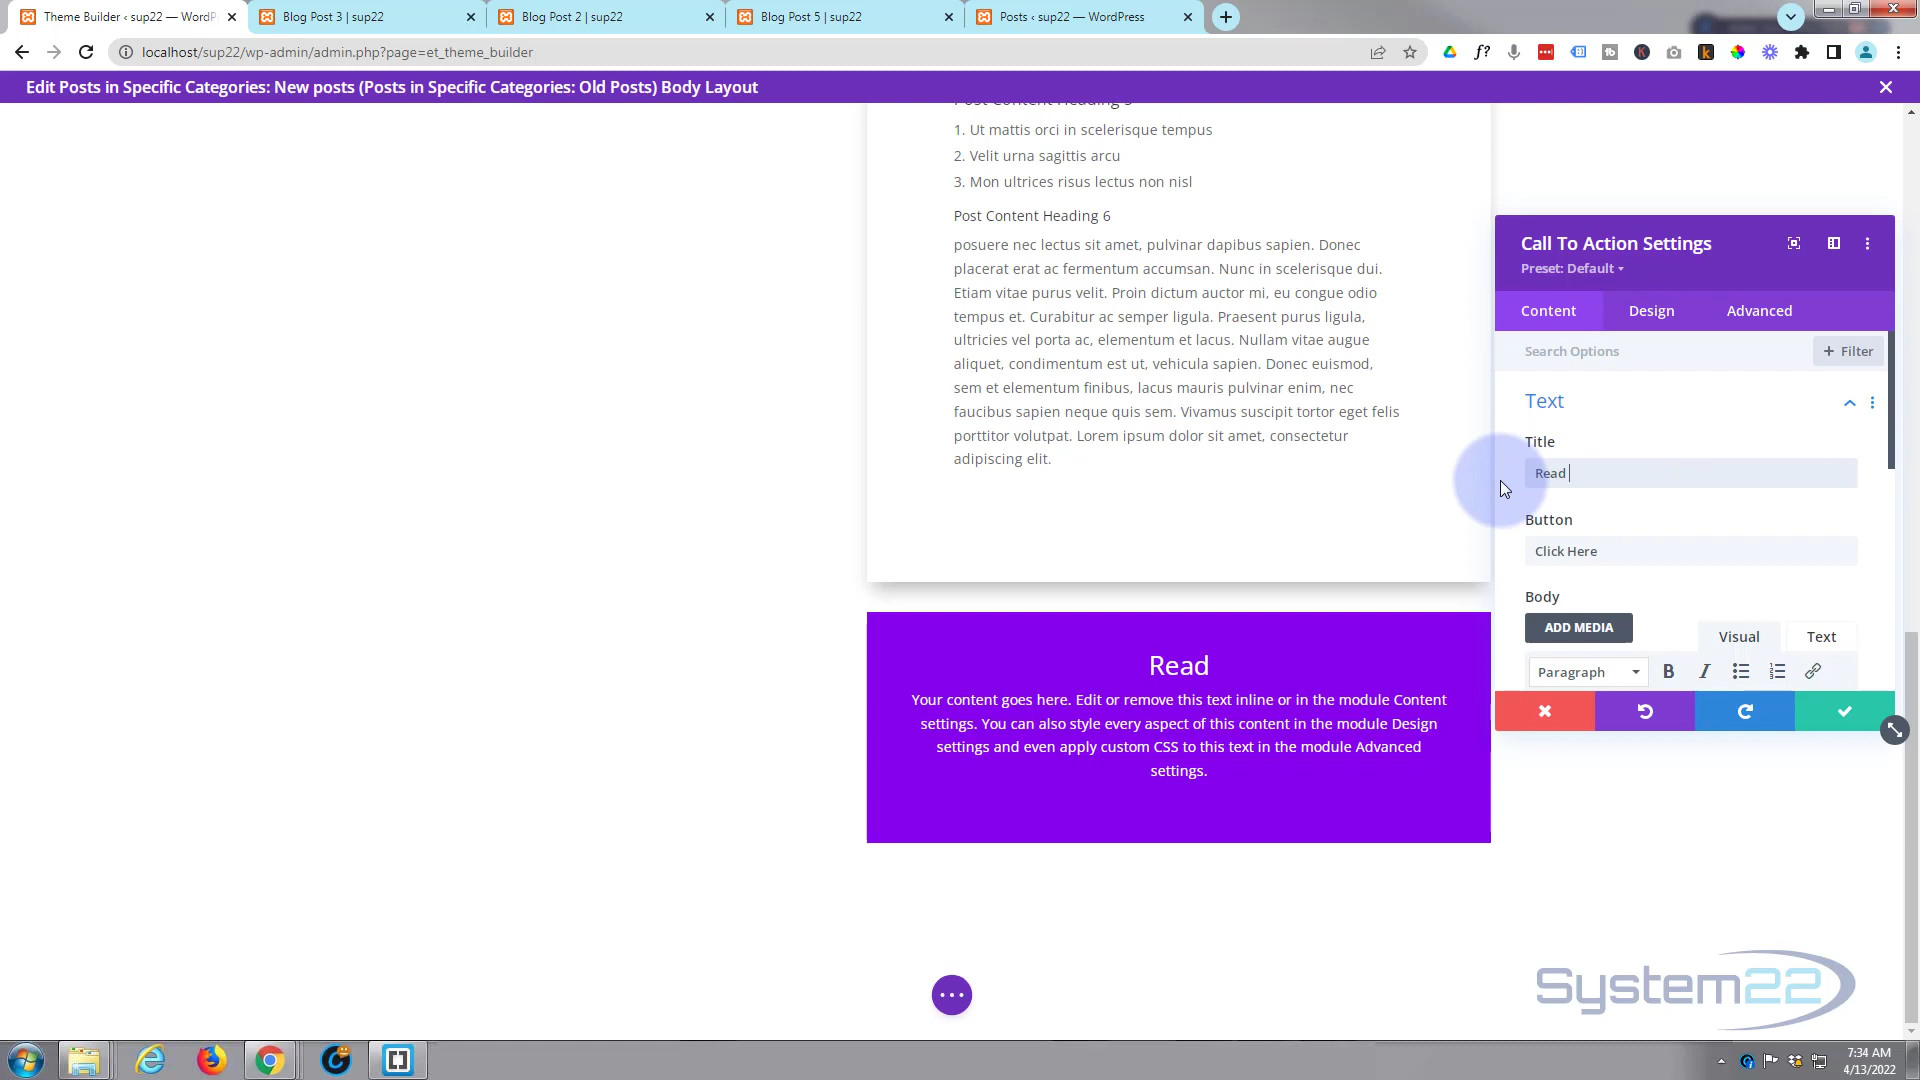 Theme Builder ‹ sup22 — WordP
Blog Post 3 | sup22
Blog Post 2 | sup22
Blog Post 5 | sup22
Posts ‹ sup22 — WordPress
localhost/sup22/wp-admin/admin.php?page=et_theme_builder
Edit Posts in Specific Categories: New posts (Posts in Specific Categories: Old Posts) Body Layout
Post Content Heading 5
1. Ut mattis orci in scelerisque tempus
2. Velit urna sagittis arcu
3. Mon ultrices risus lectus non nisl
Post Content Heading 6
posuere nec lectus sit amet, pulvinar dapibus sapien. Donec
placerat erat ac fermentum accumsan. Nunc in scelerisque dui.
Etiam vitae purus velit. Proin dictum auctor mi, eu congue odio
tempus et. Curabitur ac semper ligula. Praesent purus ligula,
ultricies vel porta ac, elementum et lacus. Nullam vitae augue
aliquet, condimentum est ut, vehicula sapien. Donec euismod,
sem et elementum finibus, lacus mauris pulvinar enim, nec
faucibus sapien neque quis sem. Vivamus suscipit tortor eget felis
porttitor volutpat. Lorem ipsum dolor sit amet, consectetur
adipiscing elit.
Read
Your content goes here. Edit or remove this text inline or in the module Content
settings. You can also style every aspect of this content in the module Design
settings and even apply custom CSS to this text in the module Advanced
settings.
Call To Action Settings
Preset: Default
Content
Design
Advanced
Search Options
+ Filter
Text
Title
Read
Button
Click Here
Body
ADD MEDIA
Visual
Text
Paragraph
B
I
System22
7:34 AM
4/13/2022